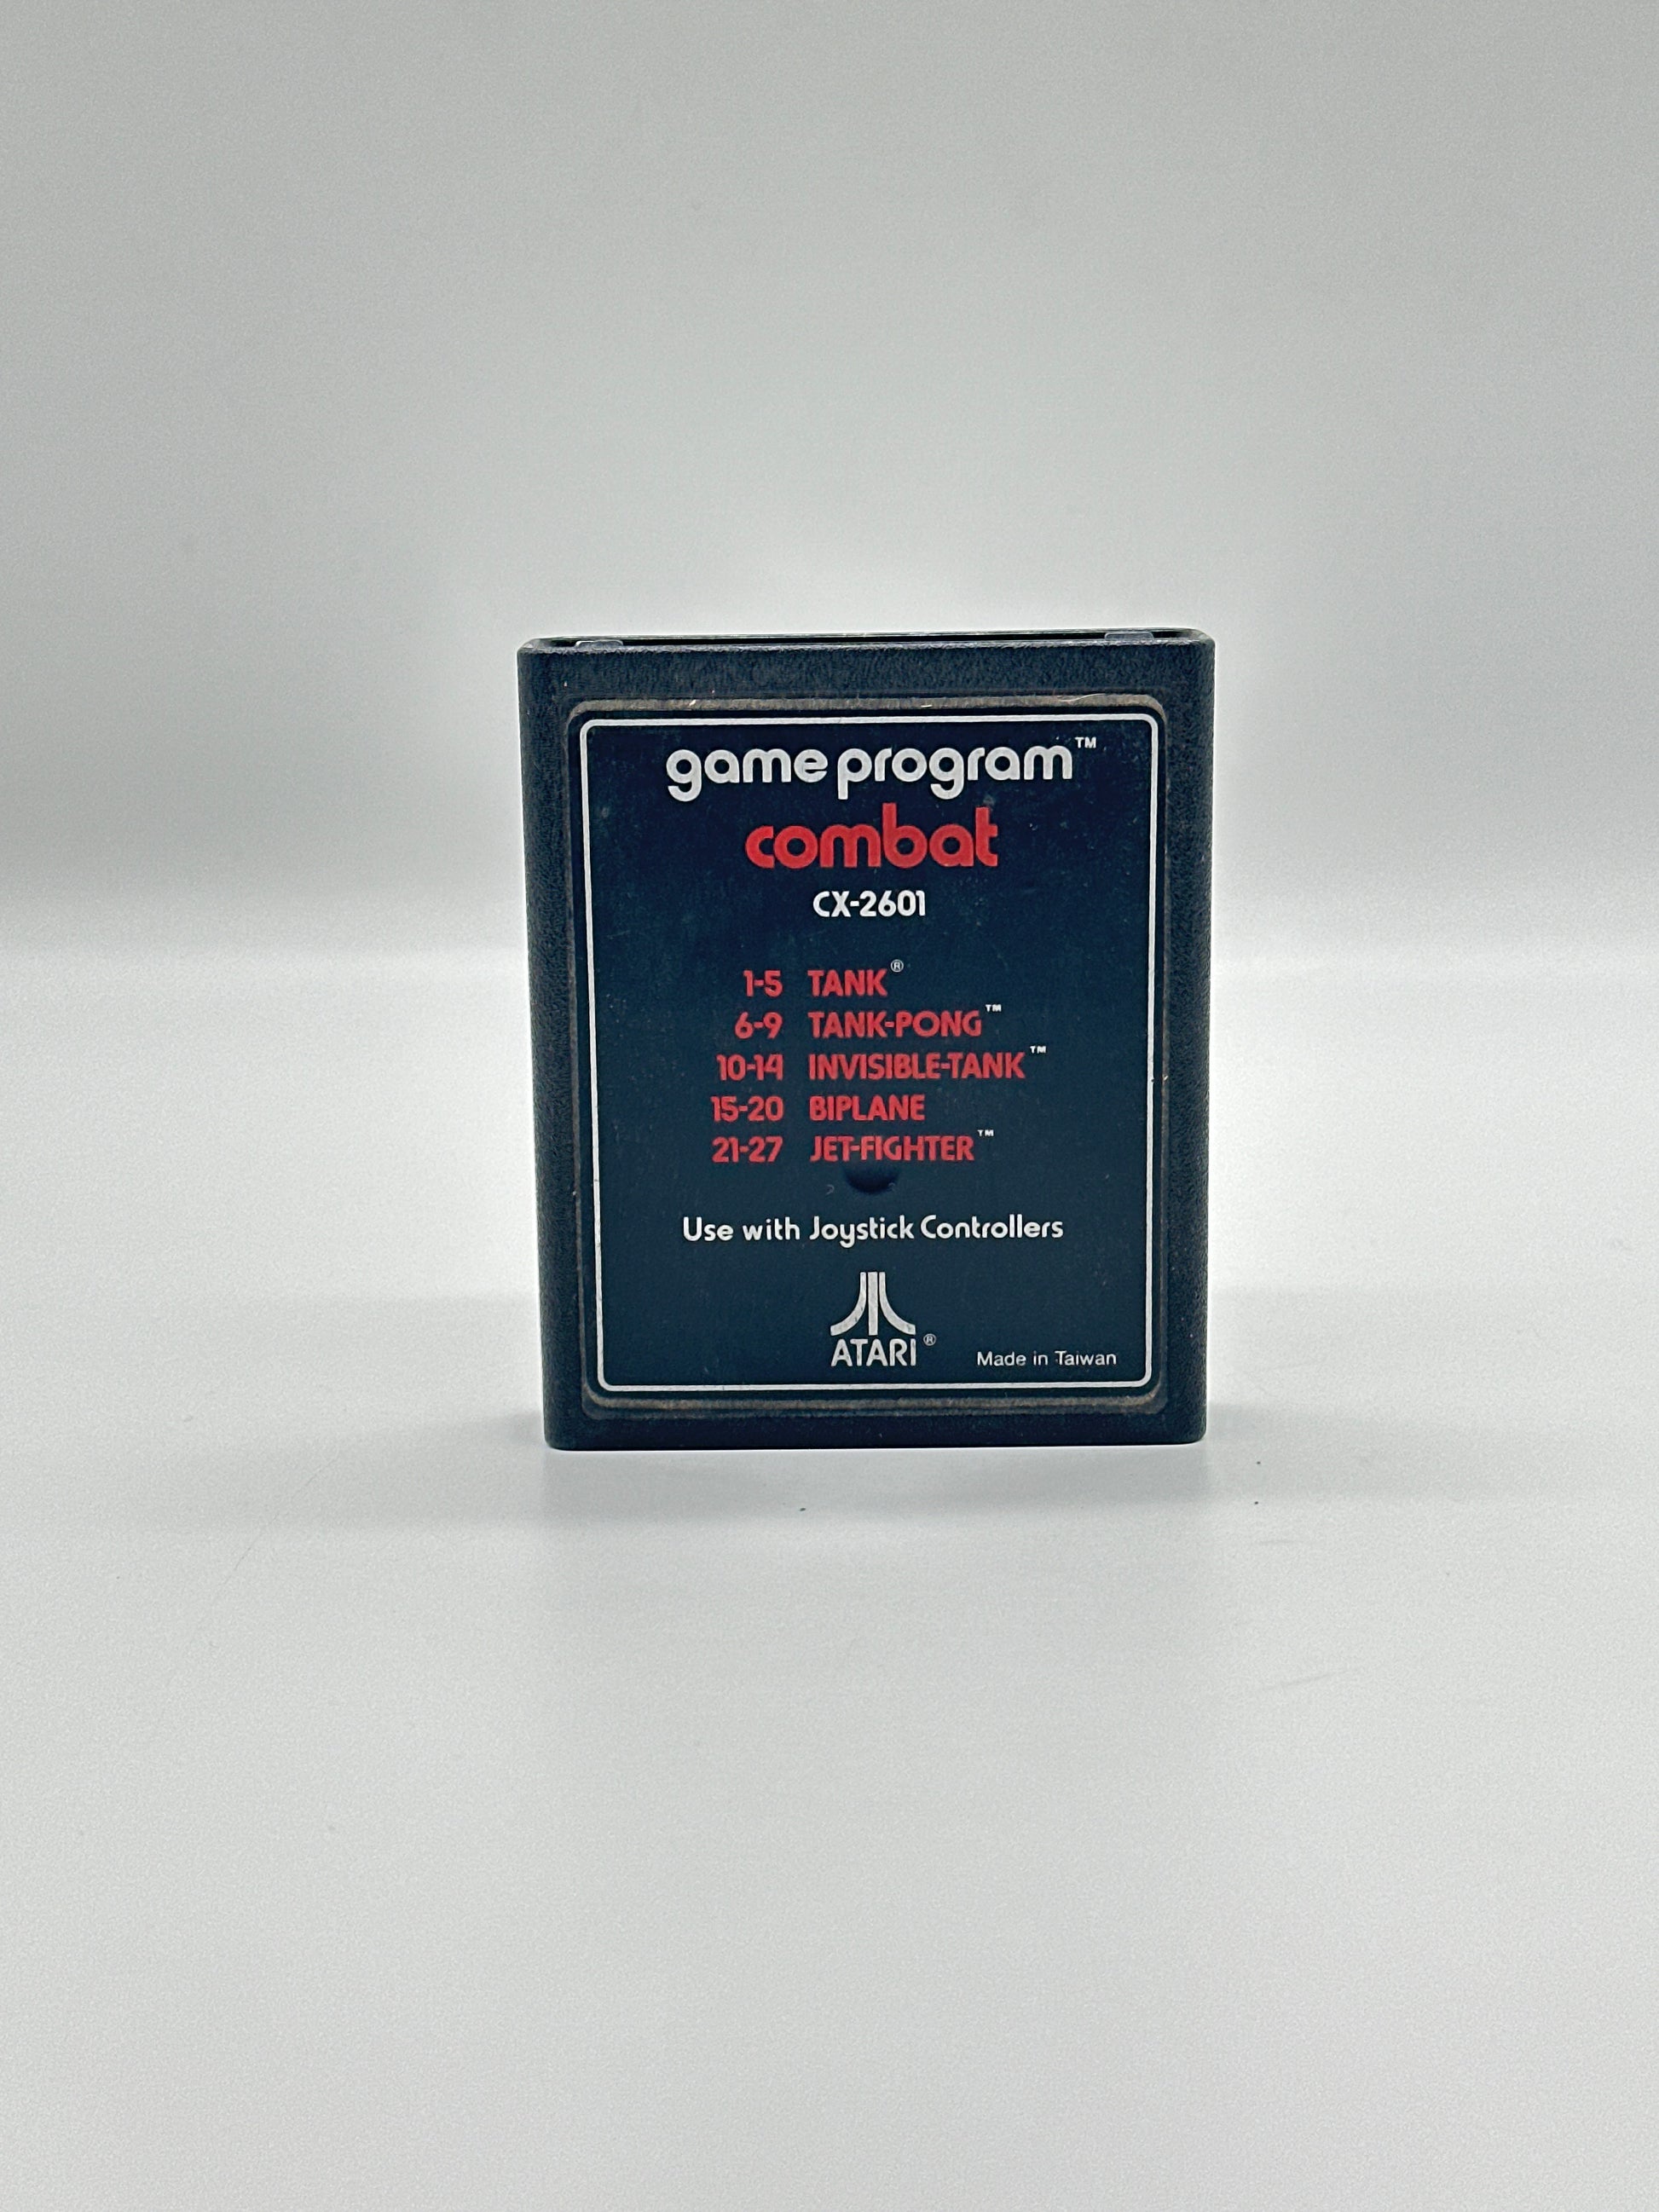 game program™
combat
CX-2601
1-5 TANK®
6-9 TANK-PONG™
10-14 INVISIBLE-TANK™
15-20 BIPLANE
21-27 JET-FIGHTER™
Use with Joystick Controllers
ATARI®
Made in Taiwan